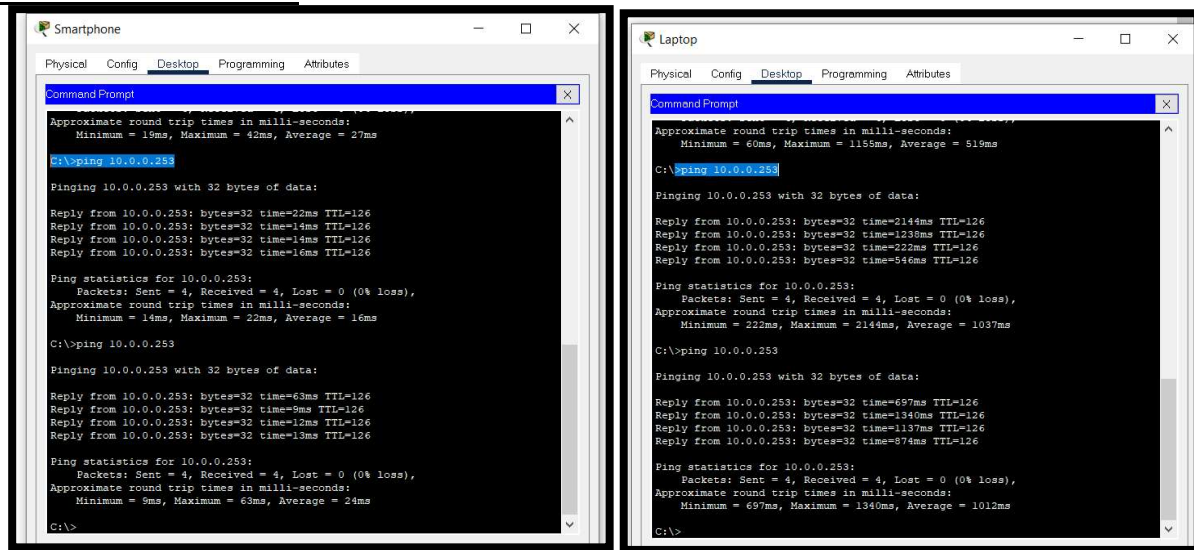 Smartphone
Physical Config Desktop Programming Attributes
Command Prompt
Approximate round trip times in milli-seconds:
Minimum = 19ms, Maximum = 42ms, Average = 27ms
C:\>ping 10.0.0.253
Pinging 10.0.0.253 with 32 bytes of data:
Reply from 10.0.0.253: bytes=32 time=22ms TTL=126
Reply from 10.0.0.253: bytes=32 time=14ms TTL=126
Reply from 10.0.0.253: bytes=32 time=14ms TTL=126
Reply from 10.0.0.253: bytes=32 time=16ms TTL=126
Ping statistics for 10.0.0.253:
Packets: Sent = 4, Received = 4, Lost = 0 (0% loss),
Approximate round trip times in milli-seconds:
Minimum = 14ms, Maximum = 22ms, Average = 16ms
C:\>ping 10.0.0.253
Pinging 10.0.0.253 with 32 bytes of data:
Reply from 10.0.0.253: bytes=32 time=63ms TTL=126
Reply from 10.0.0.253: bytes=32 time=9ms TTL=126
Reply from 10.0.0.253: bytes=32 time=12ms TTL=126
Reply from 10.0.0.253: bytes=32 time=13ms TTL=126
Ping statistics for 10.0.0.253:
Packets: Sent = 4, Received = 4, Lost = 0 (0% loss),
Approximate round trip times in milli-seconds:
Minimum = 9ms, Maximum = 63ms, Average = 24ms
C:\>
Laptop
Physical Config Desktop Programming Attributes
Command Prompt
Approximate round trip times in milli-seconds:
Minimum = 60ms, Maximum = 1155ms, Average = 519ms
C:\>ping 10.0.0.253
Pinging 10.0.0.253 with 32 bytes of data:
Reply from 10.0.0.253: bytes=32 time=2144ms TTL=126
Reply from 10.0.0.253: bytes=32 time=1238ms TTL=126
Reply from 10.0.0.253: bytes=32 time=222ms TTL=126
Reply from 10.0.0.253: bytes=32 time=546ms TTL=126
Ping statistics for 10.0.0.253:
Packets: Sent = 4, Received = 4, Lost = 0 (0% loss),
Approximate round trip times in milli-seconds:
Minimum = 222ms, Maximum = 2144ms, Average = 1037ms
C:\>ping 10.0.0.253
Pinging 10.0.0.253 with 32 bytes of data:
Reply from 10.0.0.253: bytes=32 time=697ms TTL=126
Reply from 10.0.0.253: bytes=32 time=1340ms TTL=126
Reply from 10.0.0.253: bytes=32 time=1137ms TTL=126
Reply from 10.0.0.253: bytes=32 time=874ms TTL=126
Ping statistics for 10.0.0.253:
Packets: Sent = 4, Received = 4, Lost = 0 (0% loss),
Approximate round trip times in milli-seconds:
Minimum = 697ms, Maximum = 1340ms, Average = 1012ms
C:\>